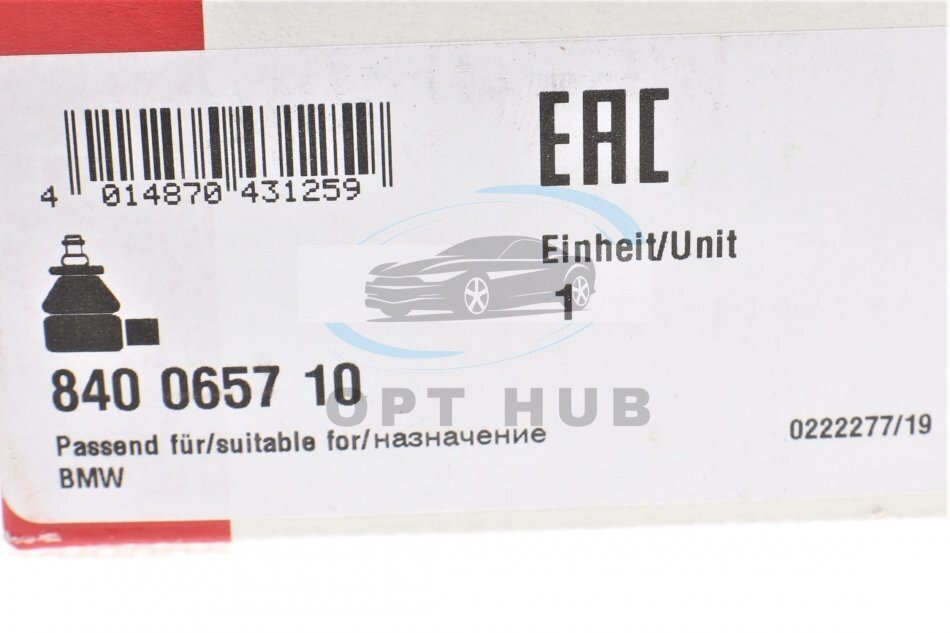 EAC
4 014870 431259
Einheit/Unit
1
840 0657 10
OPT HUB
Passend für/suitable for/назначение
BMW
0222277/19